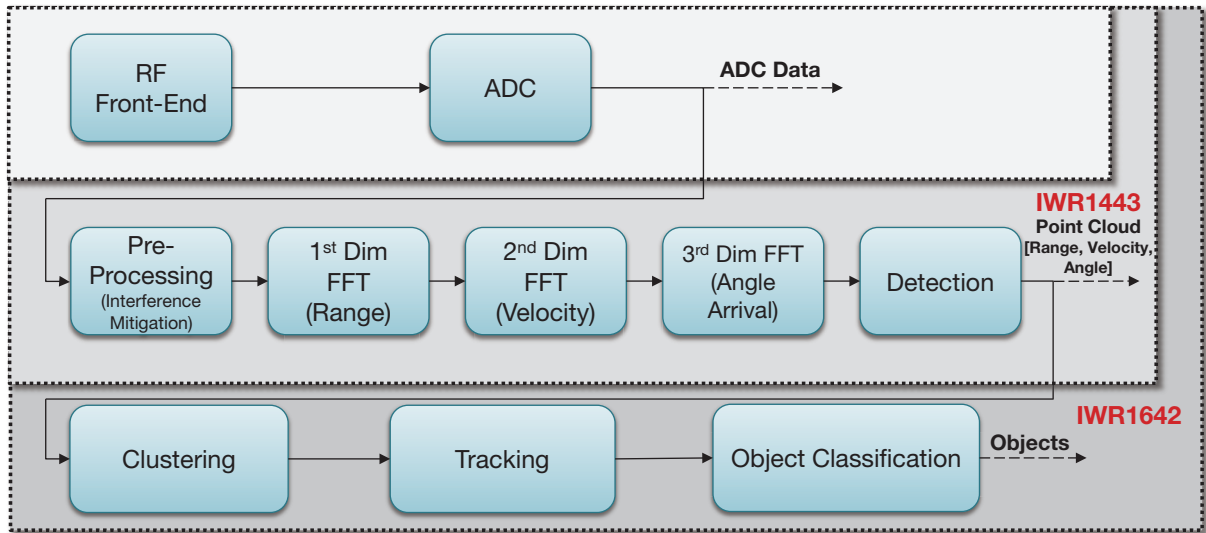 RF
Front-End
ADC
ADC Data
IWR1443
Point Cloud
[Range, Velocity,
Angle]
Pre-
Processing
(Interference
Mitigation)
1st Dim
FFT
(Range)
2nd Dim
FFT
(Velocity)
3rd Dim FFT
(Angle
Arrival)
Detection
IWR1642
Clustering
Tracking
Object Classification
Objects